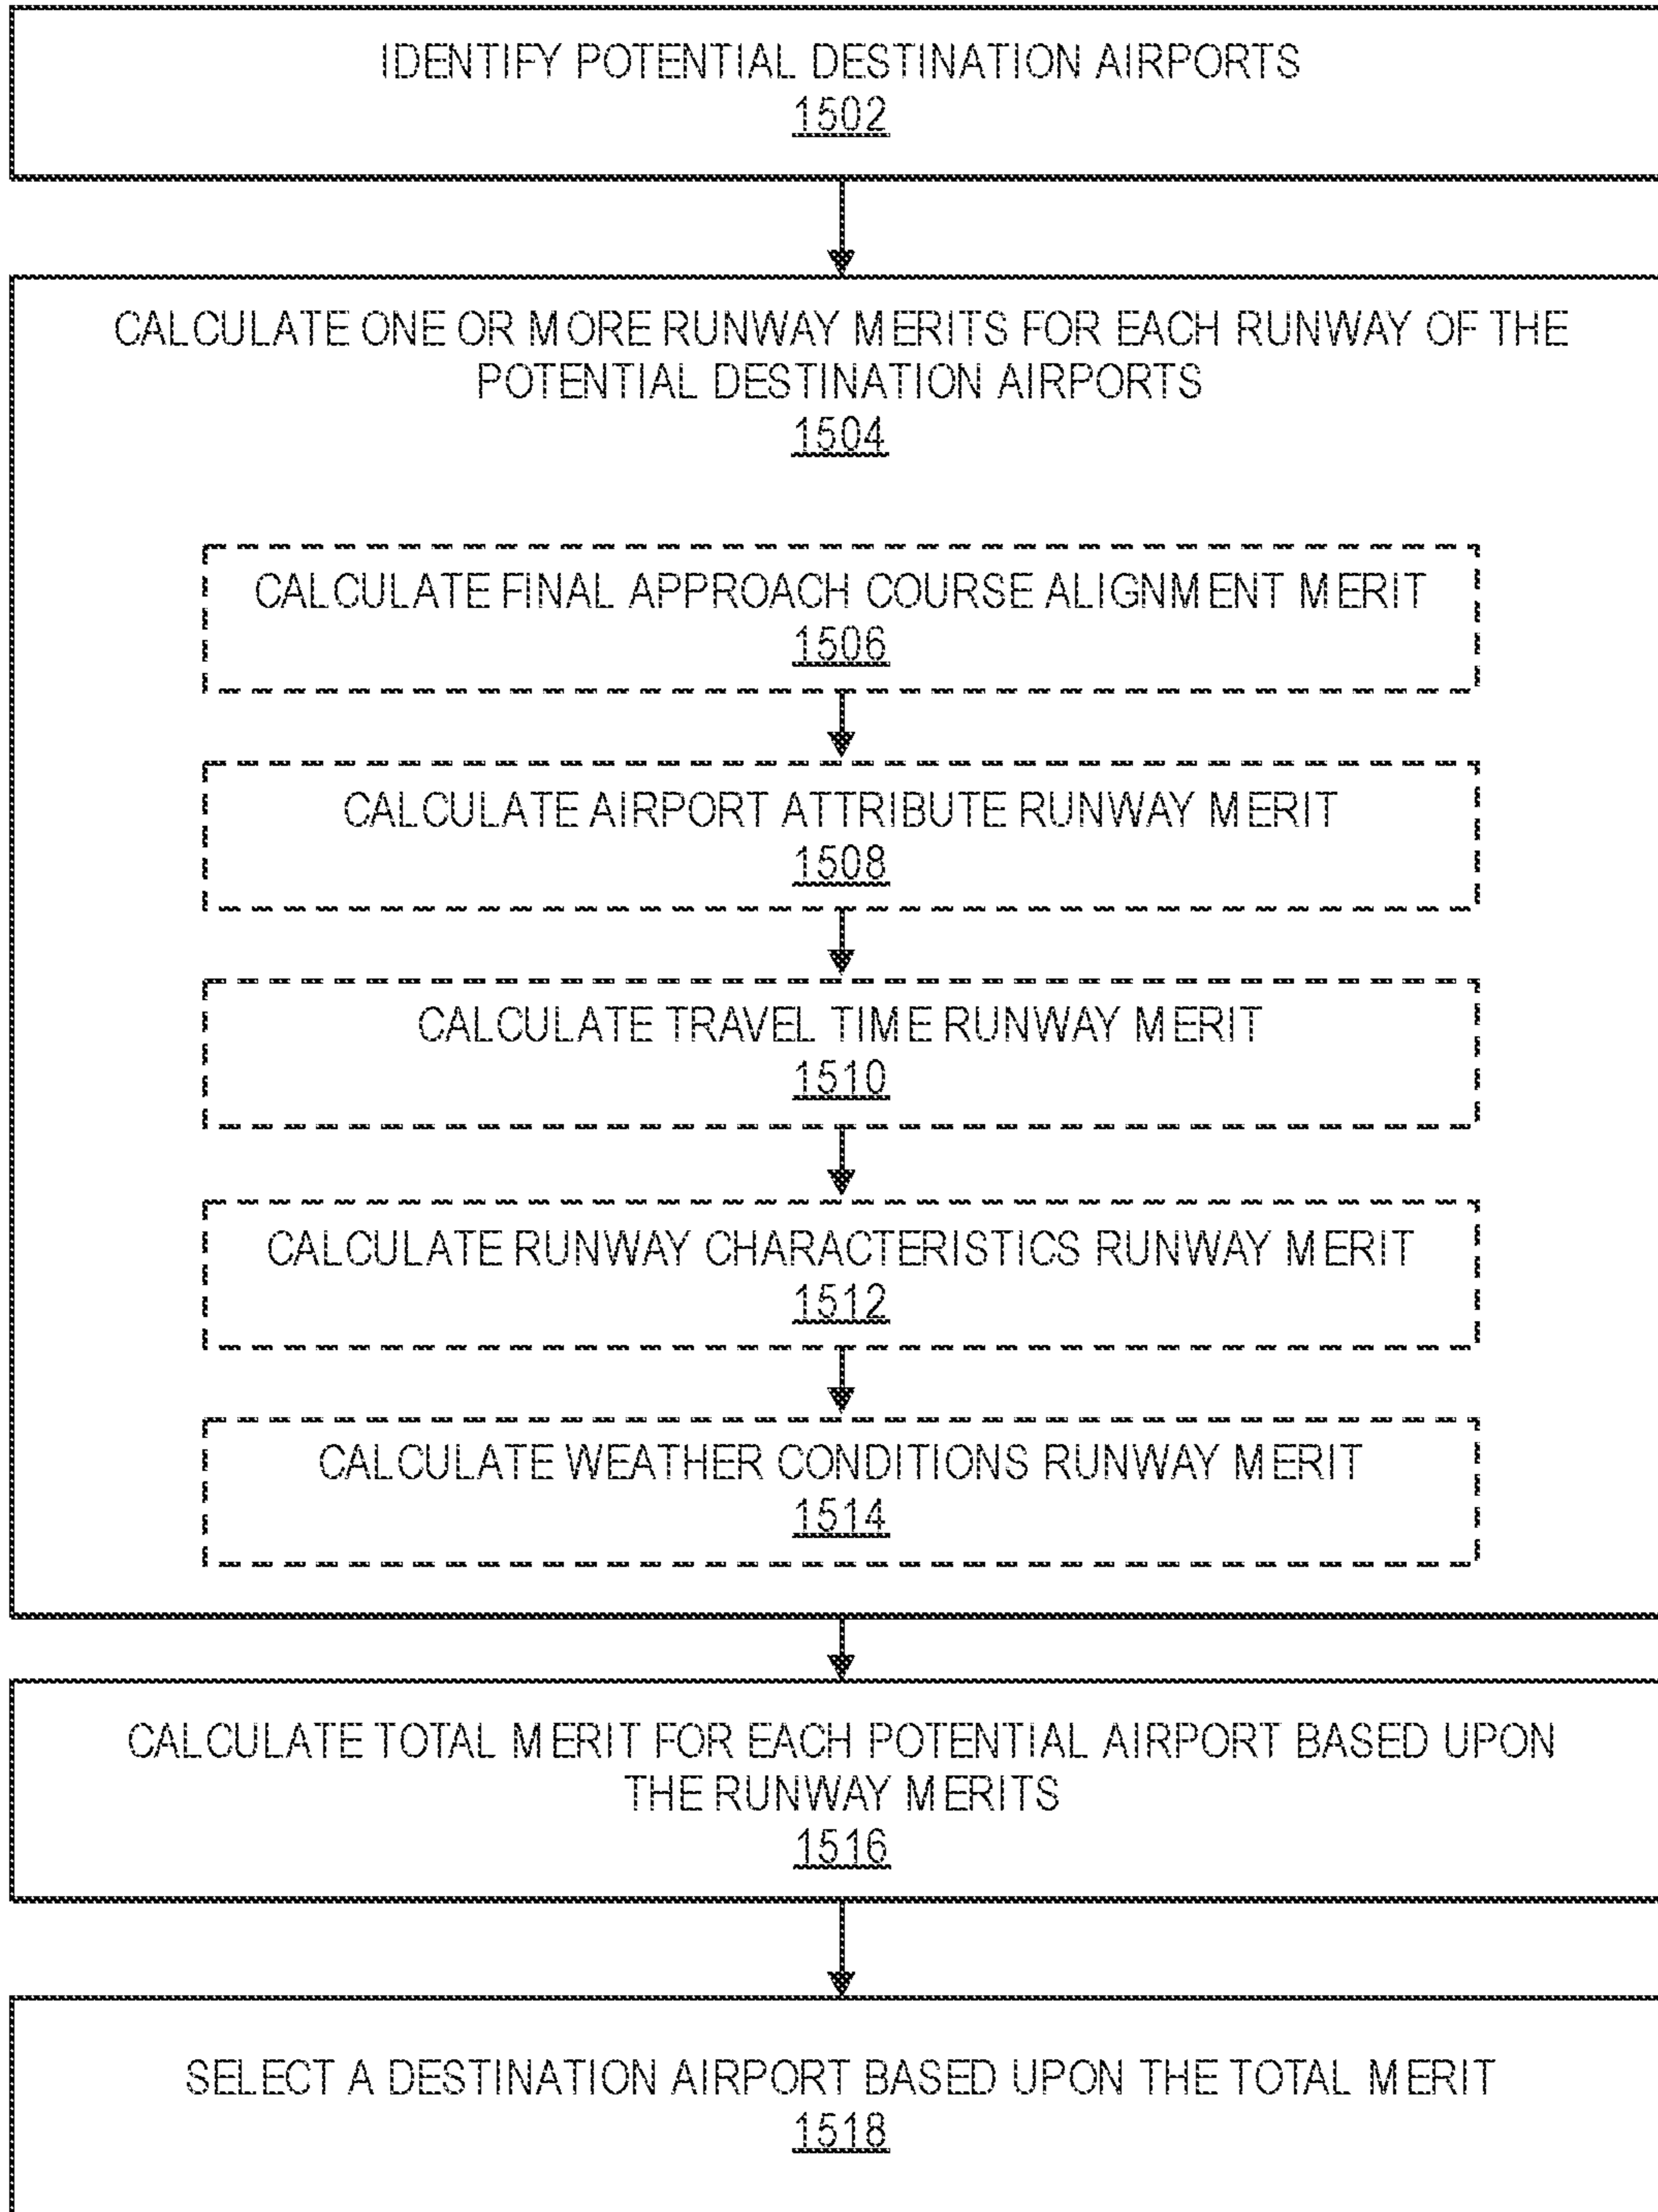 IDENTIFY POTENTIAL DESTINATION AIRPORTS
1502
CALCULATE ONE OR MORE RUNWAY MERITS FOR EACH RUNWAY OF THE
POTENTIAL DESTINATION AIRPORTS
1504
CALCULATE FINAL APPROACH COURSE ALIGNMENT MERIT
1506
CALCULATE AIRPORT ATTRIBUTE RUNWAY MERIT
1508
CALCULATE TRAVEL TIME RUNWAY MERIT
1510
CALCULATE RUNWAY CHARACTERISTICS RUNWAY MERIT
1512
CALCULATE WEATHER CONDITIONS RUNWAY MERIT
1514
CALCULATE TOTAL MERIT FOR EACH POTENTIAL AIRPORT BASED UPON
THE RUNWAY MERITS
1516
SELECT A DESTINATION AIRPORT BASED UPON THE TOTAL MERIT
1518